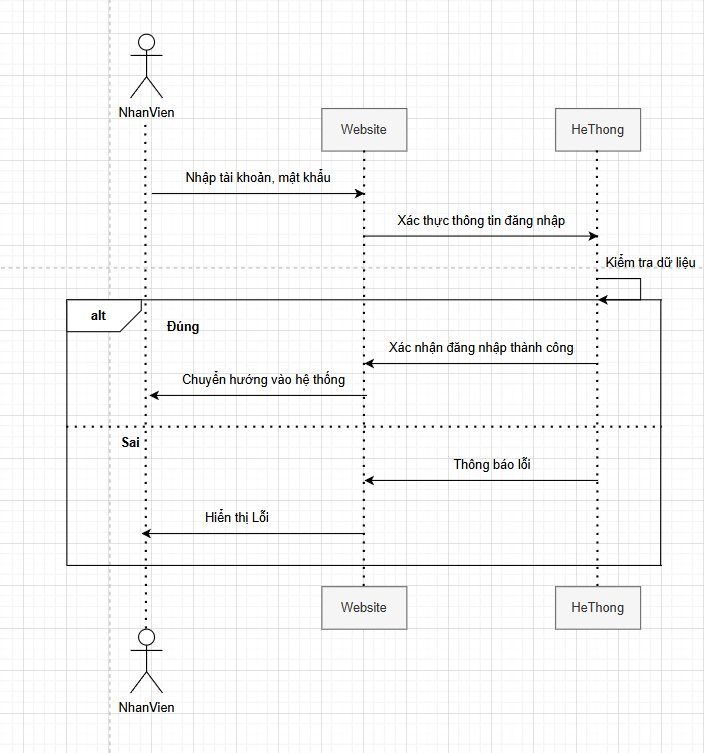 NhanVien
Website
HeThong
Nhập tài khoản, mật khẩu
Xác thực thông tin đăng nhập
Kiểm tra dữ liệu
alt
Đúng
Xác nhận đăng nhập thành công
Chuyển hướng vào hệ thống
Sai
Thông báo lỗi
Hiển thị Lỗi
Website
HeThong
NhanVien